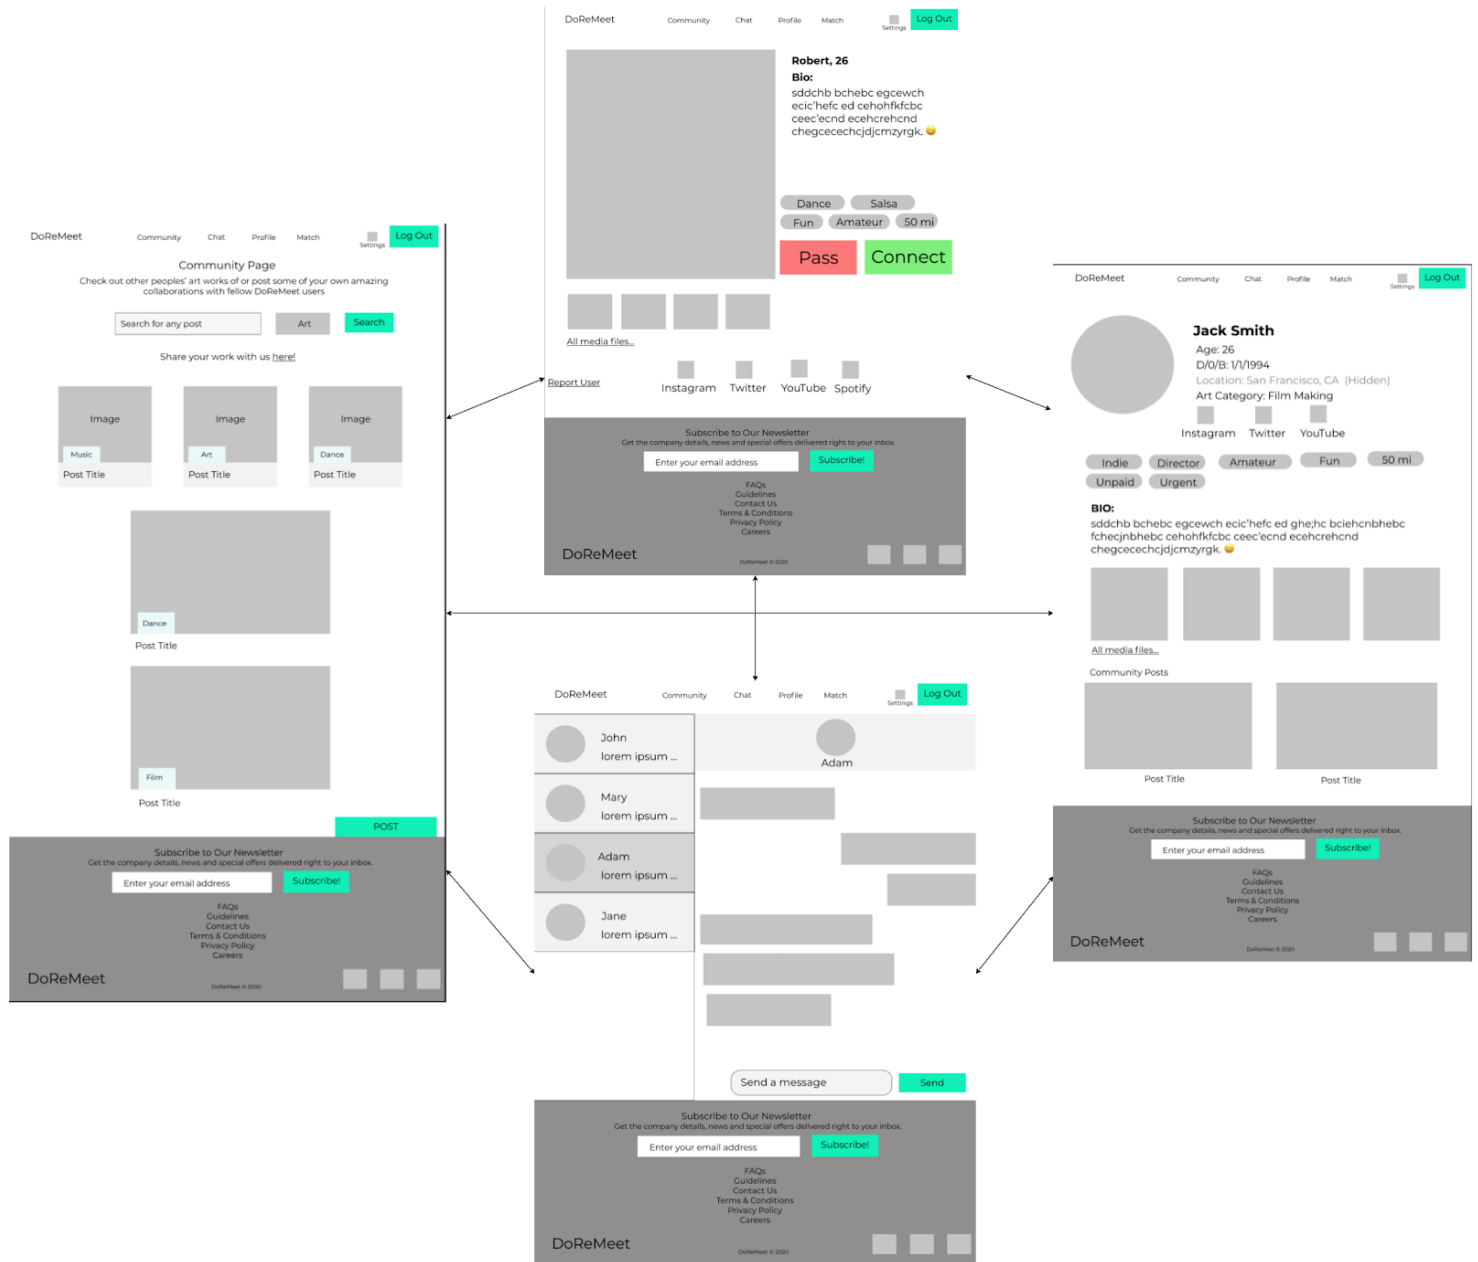 DoReMeet Community Chat Profile Match Settings Log Out
Robert, 26
Bio:
sddchb bchebc egcewch
ecic'hefc ed cehohfkfcbc
ceec'ecnd ecehcrehcnd
chegcecechcjdjcmzyrgk. 😀
Dance Salsa
Fun Amateur 50 mi
Pass Connect
All media files...
Report User
Instagram Twitter YouTube Spotify
Subscribe to Our Newsletter
Get the company details, news and special offers delivered right to your inbox.
Enter your email address Subscribe!
FAQs
Guidelines
Contact Us
Terms & Conditions
Privacy Policy
Careers
DoReMeet
DoReMeet © 2020
DoReMeet Community Chat Profile Match Settings Log Out
Community Page
Check out other peoples' art works of or post some of your own amazing
collaborations with fellow DoReMeet users
Search for any post Art Search
Share your work with us here!
Image Image Image
Music Art Dance
Post Title Post Title Post Title
Dance
Post Title
Film
Post Title
POST
Subscribe to Our Newsletter
Get the company details, news and special offers delivered right to your inbox.
Enter your email address Subscribe!
FAQs
Guidelines
Contact Us
Terms & Conditions
Privacy Policy
Careers
DoReMeet
DoReMeet © 2020
DoReMeet Community Chat Profile Match Settings Log Out
Jack Smith
Age: 26
D/0/B: 1/1/1994
Location: San Francisco, CA (Hidden)
Art Category: Film Making
Instagram Twitter YouTube
Indie Director Amateur Fun 50 mi
Unpaid Urgent
BIO:
sddchb bchebc egcewch ecic'hefc ed ghe;hc bciehcnbhebc
fchecjnbhebc cehohfkfcbc ceec'ecnd ecehcrehcnd
chegcecechcjdjcmzyrgk. 😀
All media files...
Community Posts
Post Title Post Title
Subscribe to Our Newsletter
Get the company details, news and special offers delivered right to your inbox.
Enter your email address Subscribe!
FAQs
Guidelines
Contact Us
Terms & Conditions
Privacy Policy
Careers
DoReMeet
DoReMeet © 2020
DoReMeet Community Chat Profile Match Settings Log Out
John
lorem ipsum ...
Mary
lorem ipsum ...
Adam
lorem ipsum ...
Jane
lorem ipsum ...
Adam
Send a message Send
Subscribe to Our Newsletter
Get the company details, news and special offers delivered right to your inbox.
Enter your email address Subscribe!
FAQs
Guidelines
Contact Us
Terms & Conditions
Privacy Policy
Careers
DoReMeet
DoReMeet © 2020